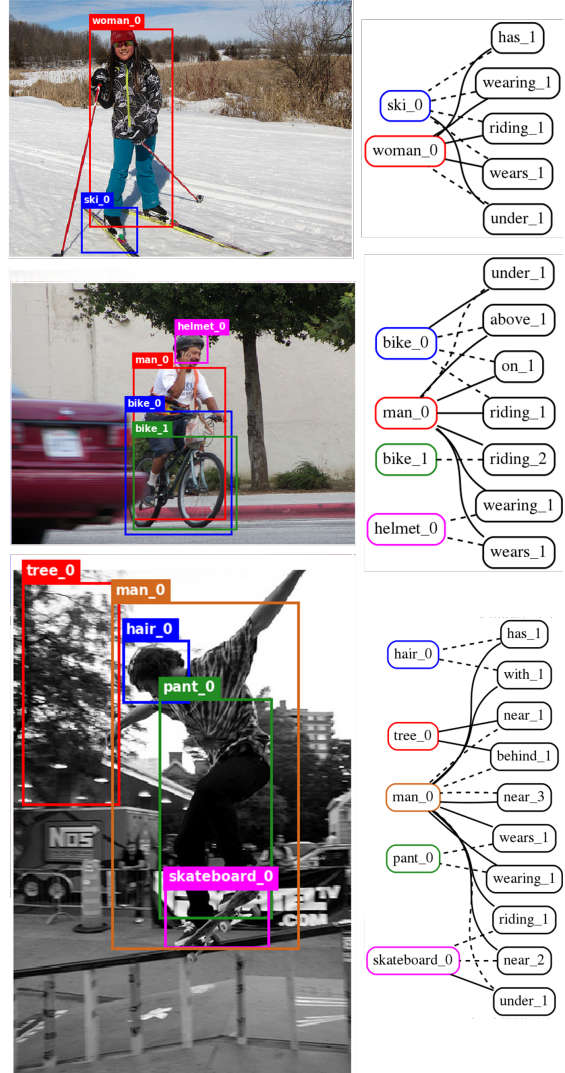 woman_0
ski_0
has_1
wearing_1
ski_0
riding_1
woman_0
wears_1
under_1
helmet_0
man_0
bike_0
bike_1
under_1
above_1
bike_0
on_1
man_0
riding_1
bike_1
riding_2
wearing_1
helmet_0
wears_1
tree_0
man_0
hair_0
pant_0
skateboard_0
NOS
TV
.COM
has_1
hair_0
with_1
near_1
tree_0
behind_1
man_0
near_3
wears_1
pant_0
wearing_1
riding_1
skateboard_0
near_2
under_1